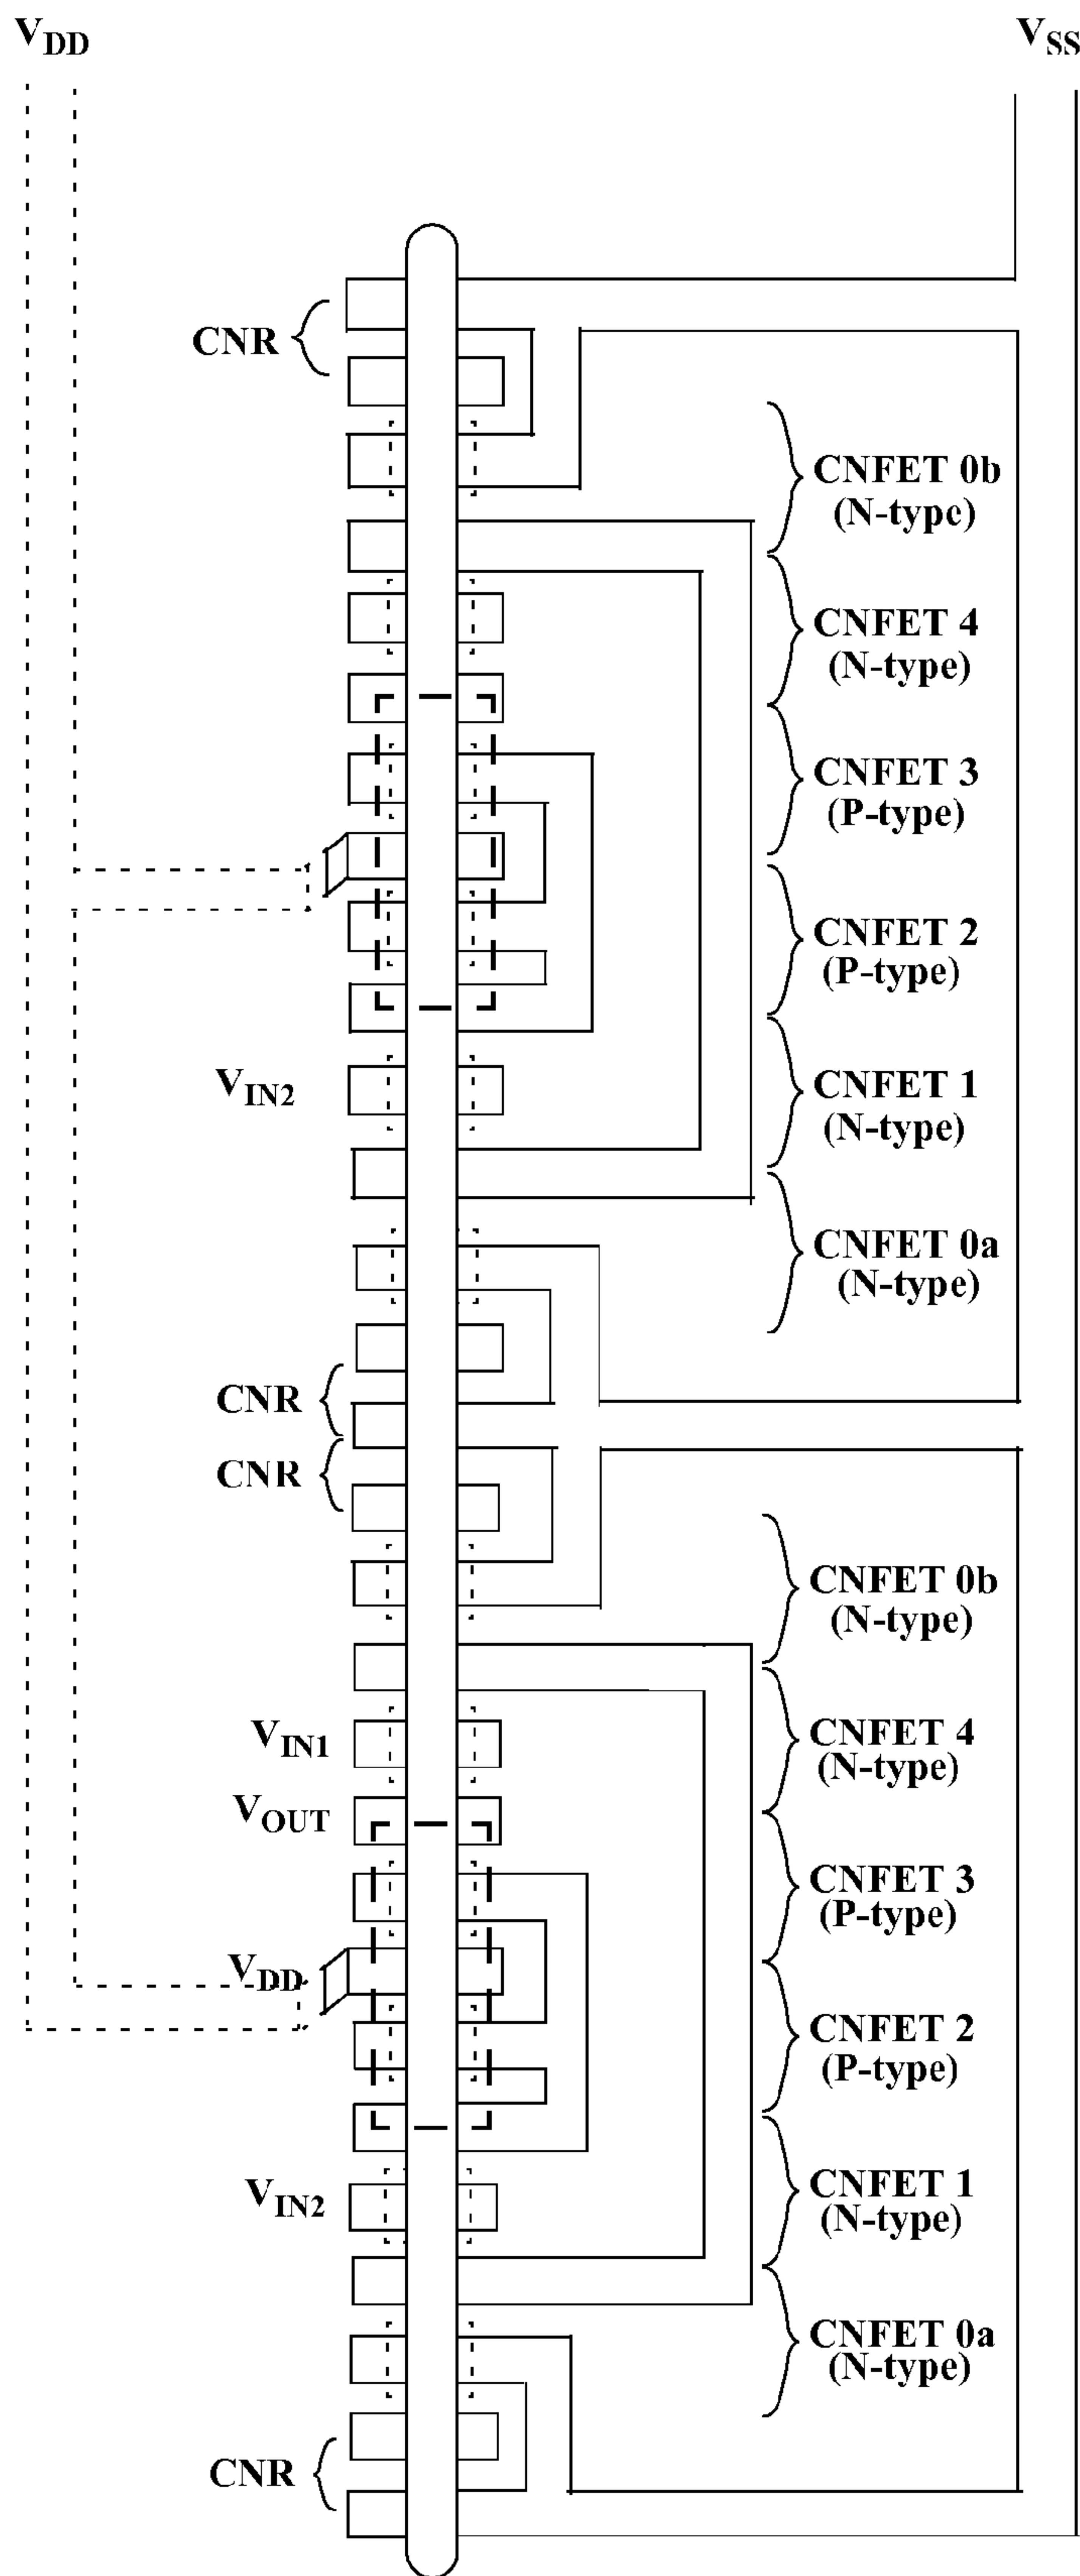 VDD
VSS
CNR
CNFET 0b
(N-type)
CNFET 4
(N-type)
CNFET 3
(P-type)
CNFET 2
(P-type)
VIN2
CNFET 1
(N-type)
CNFET 0a
(N-type)
CNR
CNR
CNFET 0b
(N-type)
VIN1
CNFET 4
(N-type)
VOUT
CNFET 3
(P-type)
VDD
CNFET 2
(P-type)
VIN2
CNFET 1
(N-type)
CNFET 0a
(N-type)
CNR